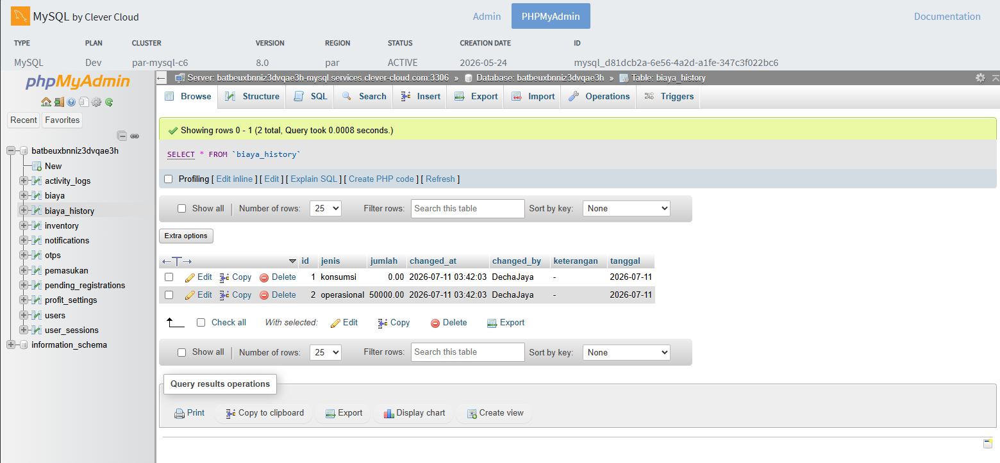 MySQL by Clever Cloud
Admin
PHPMyAdmin
Documentation
TYPE PLAN CLUSTER VERSION REGION STATUS CREATION DATE ID
MySQL Dev par-mysql-c6 8.0 par ACTIVE 2026-05-24 mysql_d81dcb2a-6e56-4a2d-a1fe-347c3f022bc6
phpMyAdmin
Recent Favorites
batbeuxbnniz3dvqae3h
New
activity_logs
biaya
biaya_history
inventory
notifications
otps
pemasukan
pending_registrations
profit_settings
users
user_sessions
information_schema
Server: batbeuxbnniz3dvqae3h-mysql.services.clever-cloud.com:3306 » Database: batbeuxbnniz3dvqae3h » Table: biaya_history
Browse Structure SQL Search Insert Export Import Operations Triggers
Showing rows 0 - 1 (2 total, Query took 0.0008 seconds.)
SELECT * FROM `biaya_history`
Profiling [ Edit inline ] [ Edit ] [ Explain SQL ] [ Create PHP code ] [ Refresh ]
Show all Number of rows: 25 Filter rows: Search this table Sort by key: None
Extra options
id jenis jumlah changed_at changed_by keterangan tanggal
Edit Copy Delete 1 konsumsi 0.00 2026-07-11 03:42:03 DechaJaya - 2026-07-11
Edit Copy Delete 2 operasional 50000.00 2026-07-11 03:42:03 DechaJaya - 2026-07-11
Check all With selected: Edit Copy Delete Export
Show all Number of rows: 25 Filter rows: Search this table Sort by key: None
Query results operations
Print Copy to clipboard Export Display chart Create view